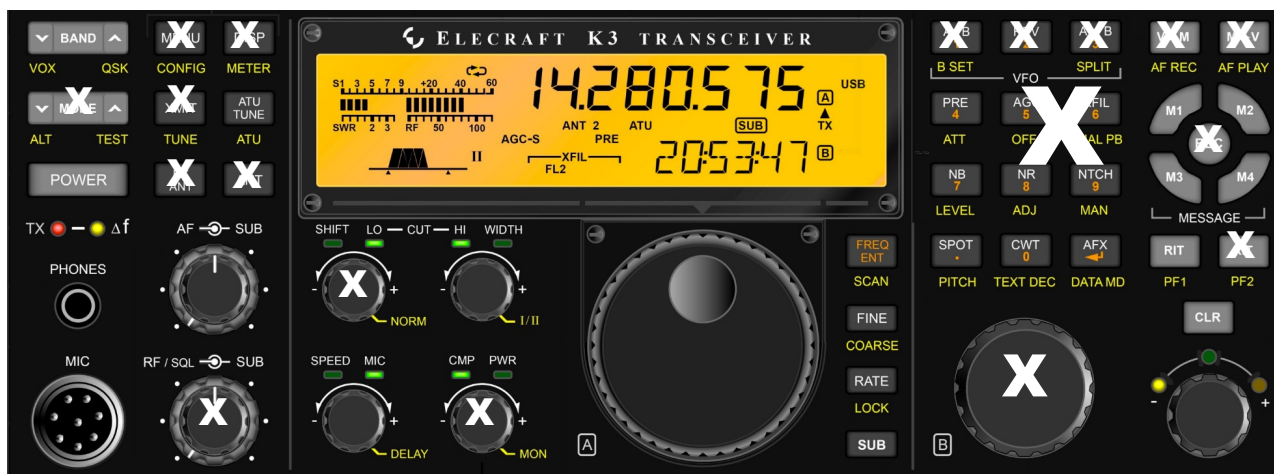 BAND
VOX QSK
ALT TEST
POWER
CONFIG METER
TUNE
ATU TUNE
ATU
TX Δf
PHONES
MIC
AF SUB
RF / SQL SUB
ELECRAFT K3 TRANSCEIVER
S1 3 5 7 9 +20 40 60
SWR 2 3 RF 50 100
14.280.575
USB
A
TX
ANT 2 ATU SUB
AGC-S PRE
20:53:47 B
XFIL
FL2
II
SHIFT LO CUT HI WIDTH
- + - +
NORM I/II
SPEED MIC CMP PWR
- + - +
DELAY MON
A
FREQ ENT
SCAN
FINE
COARSE
RATE
LOCK
SUB
B SET SPLIT
VFO
PRE 4
ATT
NB 7 NR 8 NTCH 9
LEVEL ADJ MAN
SPOT . CWT 0 AFX
PITCH TEXT DEC DATA MD
B
AF REC AF PLAY
M1 M2
M3 M4
MESSAGE
RIT
PF1 PF2
CLR
- +